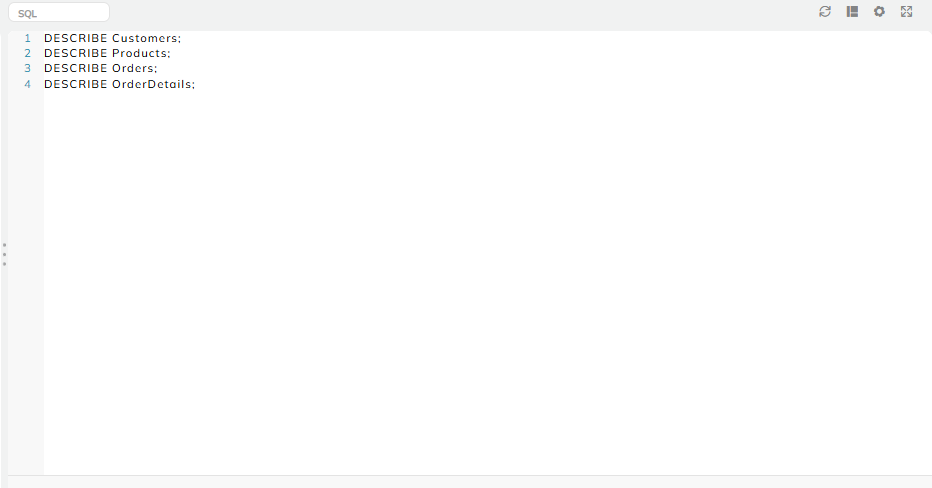 SQL
1 DESCRIBE Customers;
2 DESCRIBE Products;
3 DESCRIBE Orders;
4 DESCRIBE OrderDetails;